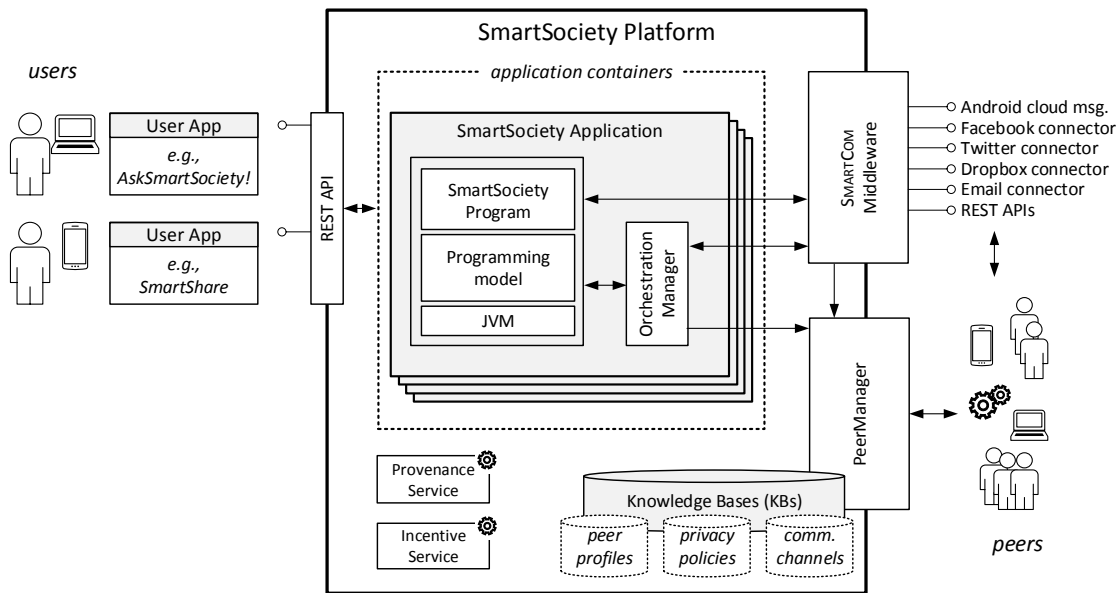 SmartSociety Platform
users
application containers
User App
e.g.,
AskSmartSociety!
User App
e.g.,
SmartShare
REST API
SmartSociety Application
SmartSociety
Program
Programming
model
JVM
Orchestration
Manager
SMARTCOM
Middleware
Android cloud msg.
Facebook connector
Twitter connector
Dropbox connector
Email connector
REST APIs
PeerManager
Provenance
Service
Incentive
Service
Knowledge Bases (KBs)
peer
profiles
privacy
policies
comm.
channels
peers